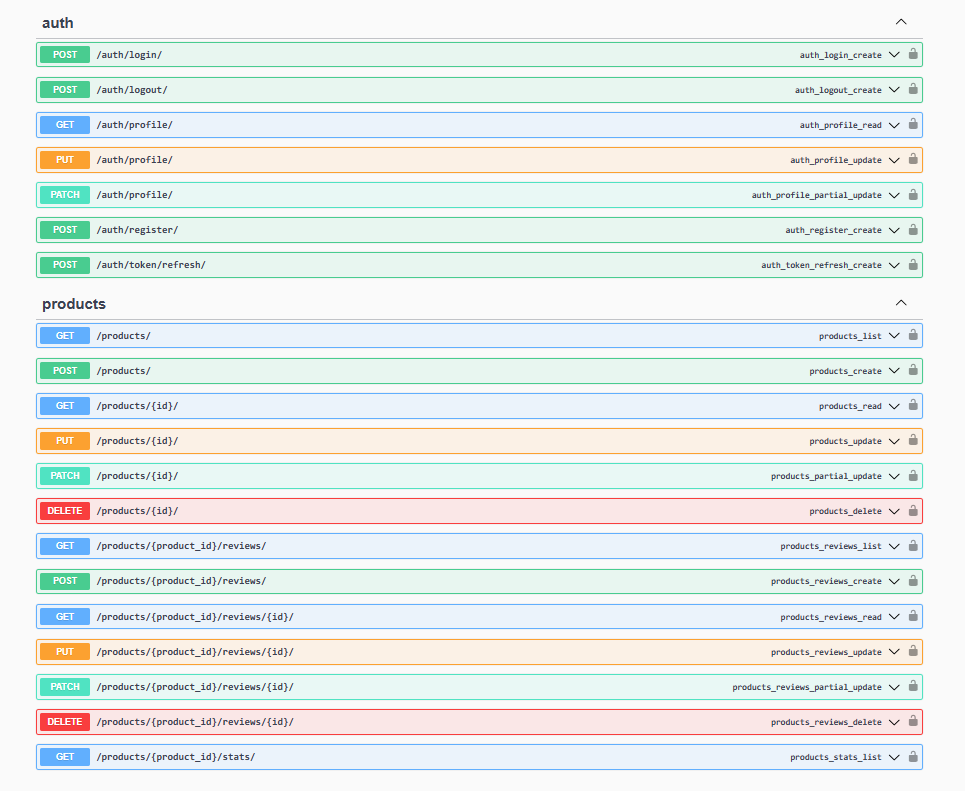 auth
POST /auth/login/ auth_login_create
POST /auth/logout/ auth_logout_create
GET /auth/profile/ auth_profile_read
PUT /auth/profile/ auth_profile_update
PATCH /auth/profile/ auth_profile_partial_update
POST /auth/register/ auth_register_create
POST /auth/token/refresh/ auth_token_refresh_create
products
GET /products/ products_list
POST /products/ products_create
GET /products/{id}/ products_read
PUT /products/{id}/ products_update
PATCH /products/{id}/ products_partial_update
DELETE /products/{id}/ products_delete
GET /products/{product_id}/reviews/ products_reviews_list
POST /products/{product_id}/reviews/ products_reviews_create
GET /products/{product_id}/reviews/{id}/ products_reviews_read
PUT /products/{product_id}/reviews/{id}/ products_reviews_update
PATCH /products/{product_id}/reviews/{id}/ products_reviews_partial_update
DELETE /products/{product_id}/reviews/{id}/ products_reviews_delete
GET /products/{product_id}/stats/ products_stats_list